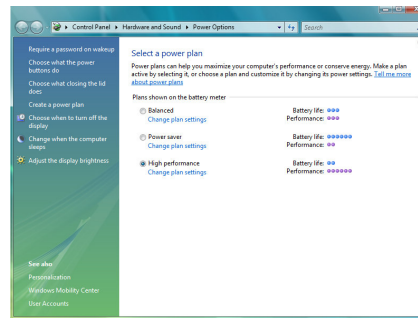 Control Panel ▸ Hardware and Sound ▸ Power Options
Search
Require a password on wakeup
Choose what the power
buttons do
Choose what closing the lid
does
Create a power plan
Choose when to turn off the
display
Change when the computer
sleeps
Adjust the display brightness
See also
Personalization
Windows Mobility Center
User Accounts
Select a power plan
Power plans can help you maximize your computer's performance or conserve energy. Make a plan
active by selecting it, or choose a plan and customize it by changing its power settings. Tell me more
about power plans
Plans shown on the battery meter
Balanced
Battery life:
Change plan settings
Performance:
Power saver
Battery life:
Change plan settings
Performance:
High performance
Battery life:
Change plan settings
Performance: